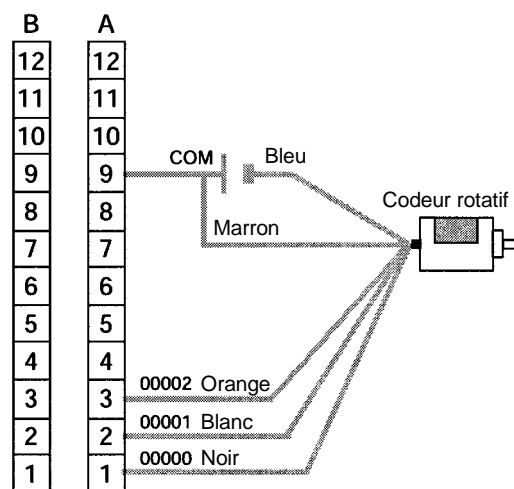 B A
12 12
11 11
10 10
9 9 COM Bleu
8 8 Codeur rotatif
7 7 Marron
6 6
5 5
4 4
3 3 00002 Orange
2 2 00001 Blanc
1 1 00000 Noir